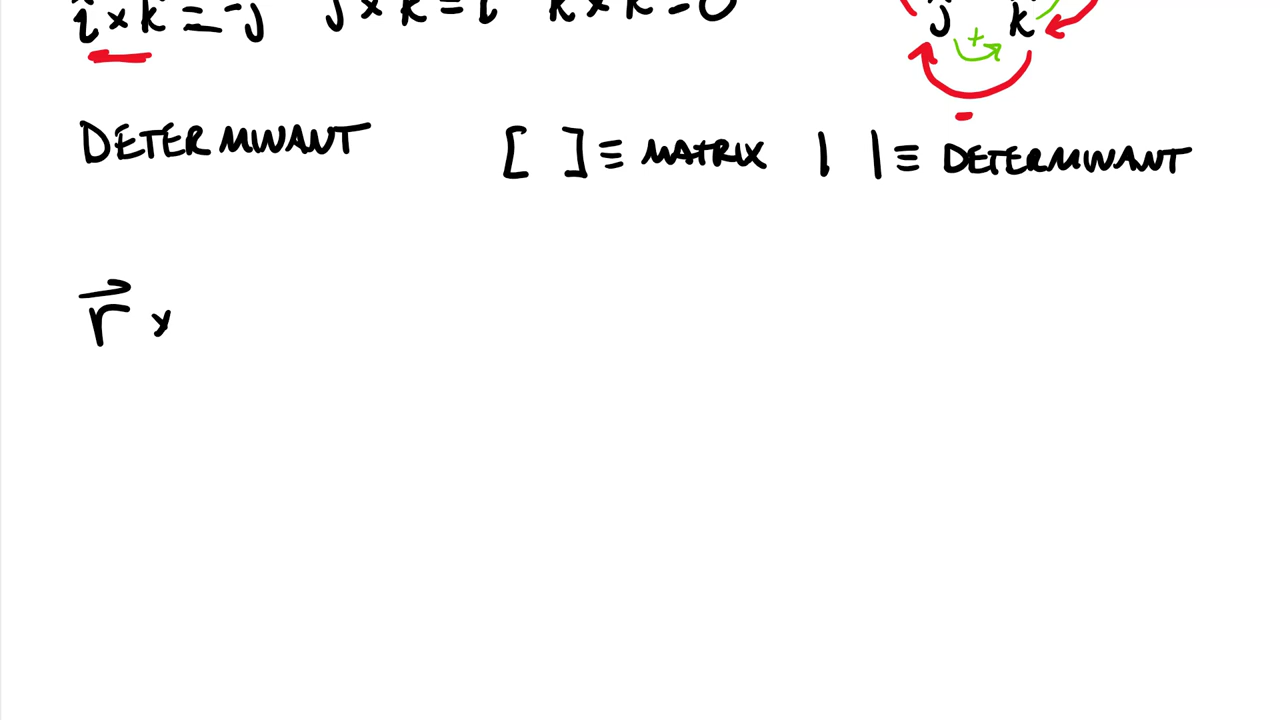 î × k̂ = -ĵ ĵ × k̂ = î k̂ × k̂ = 0
ĵ + k̂
-
DETERMINANT [ ] ≡ MATRIX | | ≡ DETERMINANT
r⃗ ×